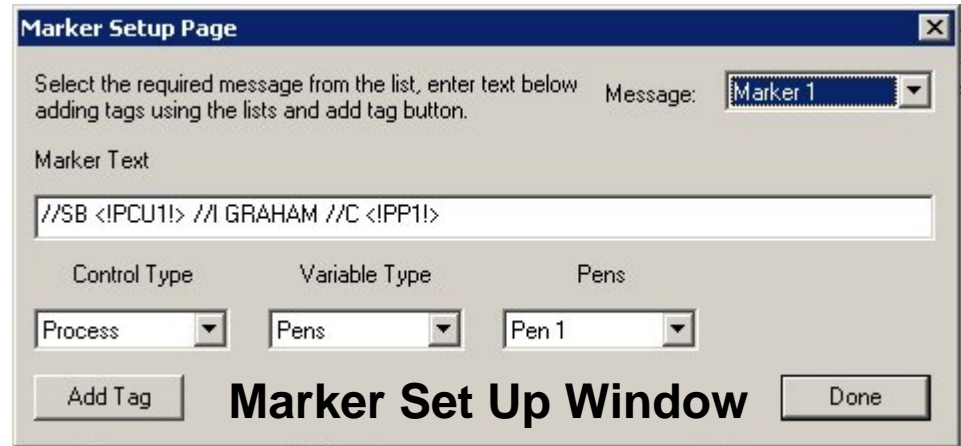 Marker Setup Page
Select the required message from the list, enter text below
adding tags using the lists and add tag button.
Message:
Marker 1
Marker Text
//SB <!PCU1!> //I GRAHAM //C <!PP1!>
Control Type
Variable Type
Pens
Process
Pens
Pen 1
Add Tag
Marker Set Up Window
Done